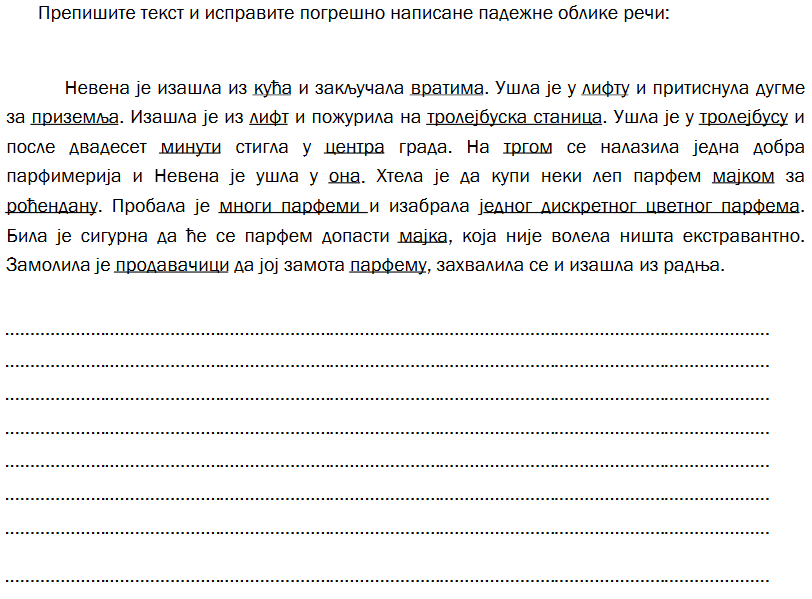 Препишите текст и исправите погрешно написане падежне облике речи:
Невена је изашла из кућа и закључала вратима. Ушла је у лифту и притиснула дугме
за приземља. Изашла је из лифт и пожурила на тролејбуска станица. Ушла је у тролејбусу и
после двадесет минути стигла у центра града. На тргом се налазила једна добра
парфимерија и Невена је ушла у она. Хтела је да купи неки леп парфем мајком за
роћендану. Пробала је многи парфеми и изабрала једног дискретног цветног парфема.
Била је сигурна да ће се парфем допасти мајка, која није волела ништа екстравантно.
Замолила је продавачици да јој замота парфему, захвалила се и изашла из радња.